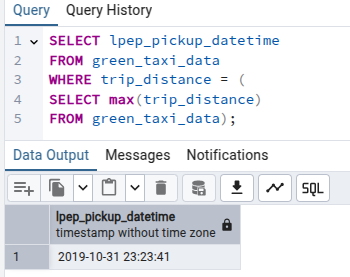 Query Query History
1 SELECT lpep_pickup_datetime
2 FROM green_taxi_data
3 WHERE trip_distance = (
4 SELECT max(trip_distance)
5 FROM green_taxi_data);
Data Output Messages Notifications
SQL
lpep_pickup_datetime
timestamp without time zone
1 2019-10-31 23:23:41